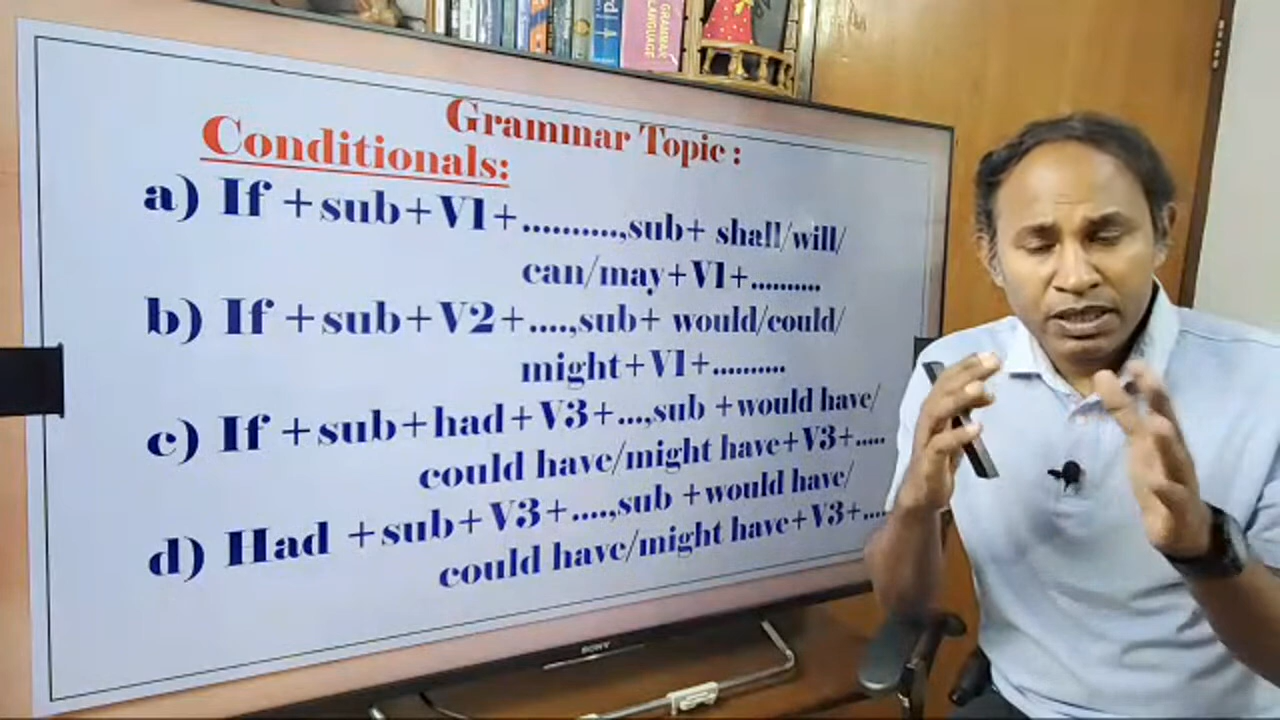 GRAMMAR
LANGUAGE
Grammar Topic :
Conditionals:
a) If +sub+V1+..........,sub+ shall/will/
can/may+V1+..........
b) If +sub+V2+....,sub+ would/could/
might+V1+..........
c) If +sub+had+V3+...,sub +would have/
could have/might have+V3+.....
d) Had +sub+V3+....,sub +would have/
could have/might have+V3+....
SONY